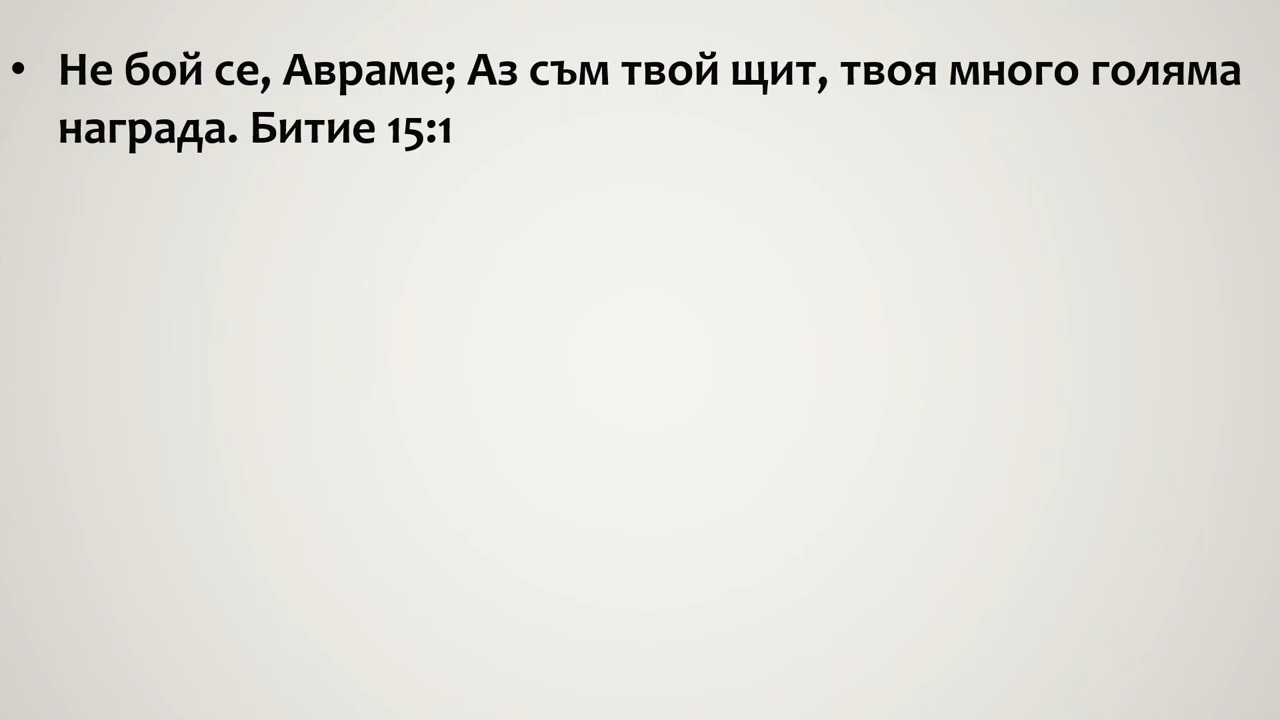 • Не бой се, Авраме; Аз съм твой щит, твоя много голяма
награда. Битие 15:1